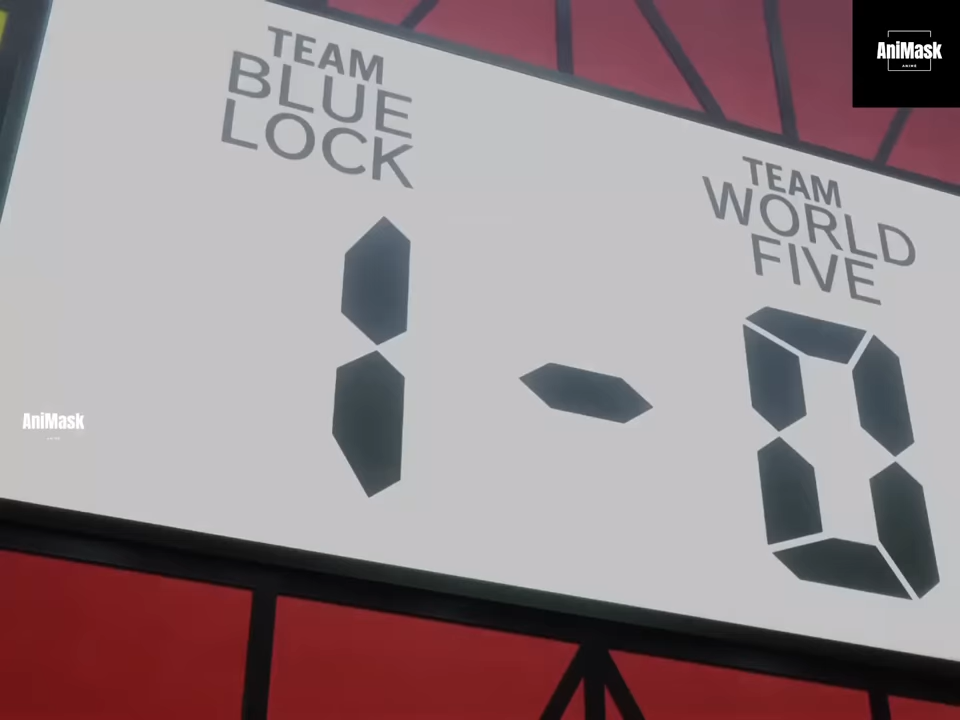 AniMask
TEAM
BLUE
LOCK
TEAM
WORLD
FIVE
1 - 0
AniMask